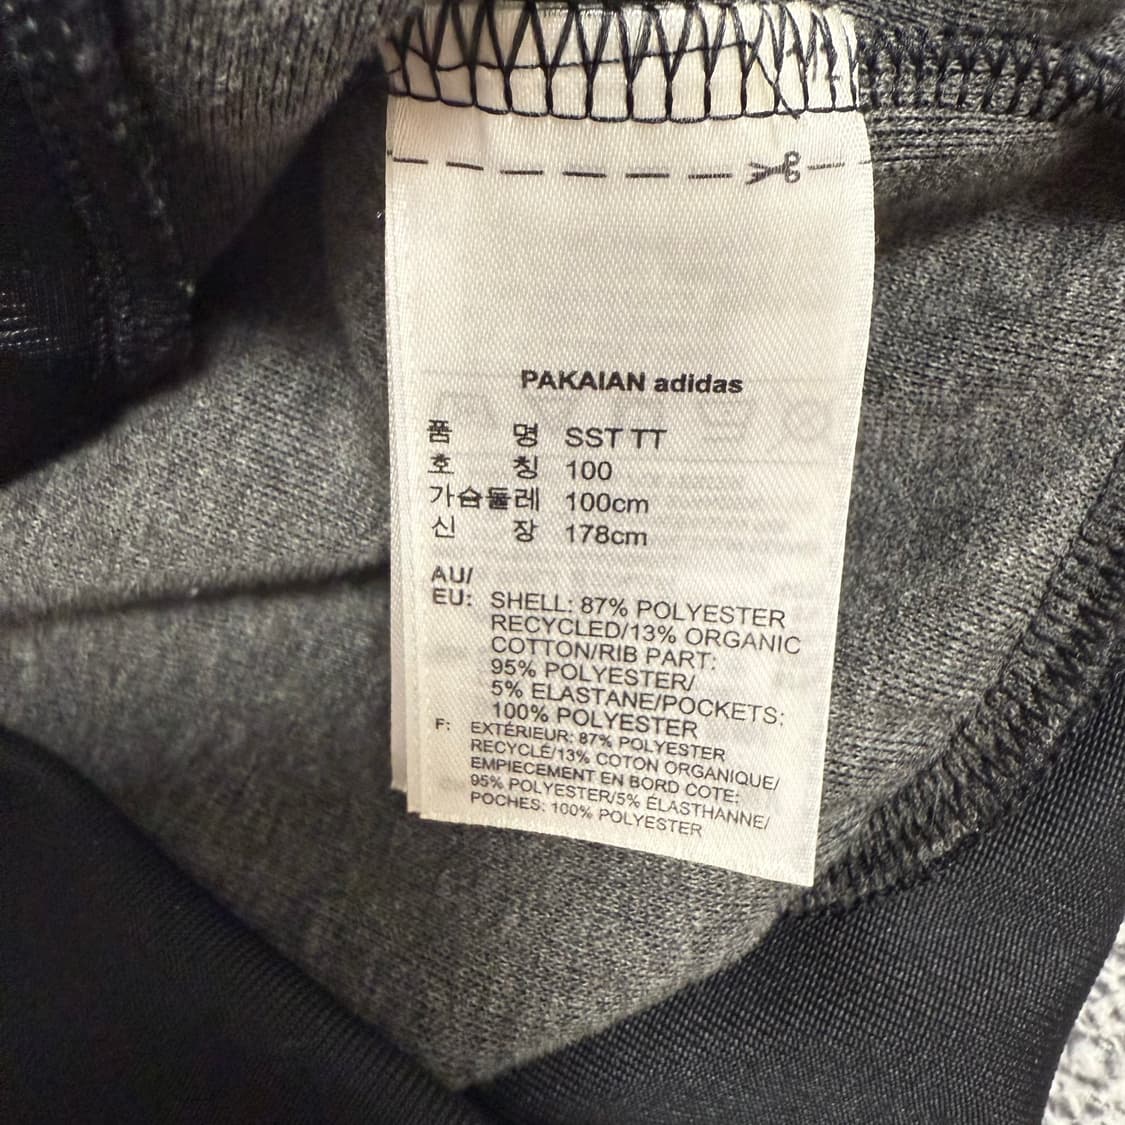 PAKAIAN adidas
품 명 SST TT
호 칭 100
가슴둘레 100cm
신 장 178cm
AU/
EU: SHELL: 87% POLYESTER
RECYCLED/13% ORGANIC
COTTON/RIB PART:
95% POLYESTER/
5% ELASTANE/POCKETS:
100% POLYESTER
F: EXTÉRIEUR: 87% POLYESTER
RECYCLÉ/13% COTON ORGANIQUE/
EMPIECEMENT EN BORD COTE:
95% POLYESTER/5% ÉLASTHANNE/
POCHES: 100% POLYESTER